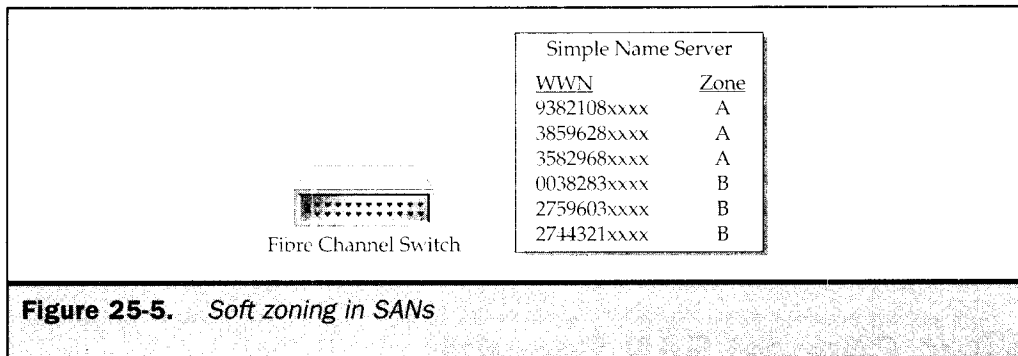 Simple Name Server
WWN Zone
9382108xxxx A
3859628xxxx A
3582968xxxx A
0038283xxxx B
2759603xxxx B
2744321xxxx B
Fibre Channel Switch
Figure 25-5. Soft zoning in SANs